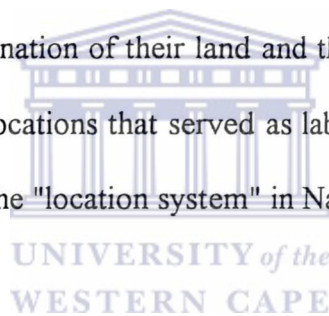 nation of their land and th
ocations that served as lab
ne "location system" in Na
UNIVERSITY of the
WESTERN CAPE